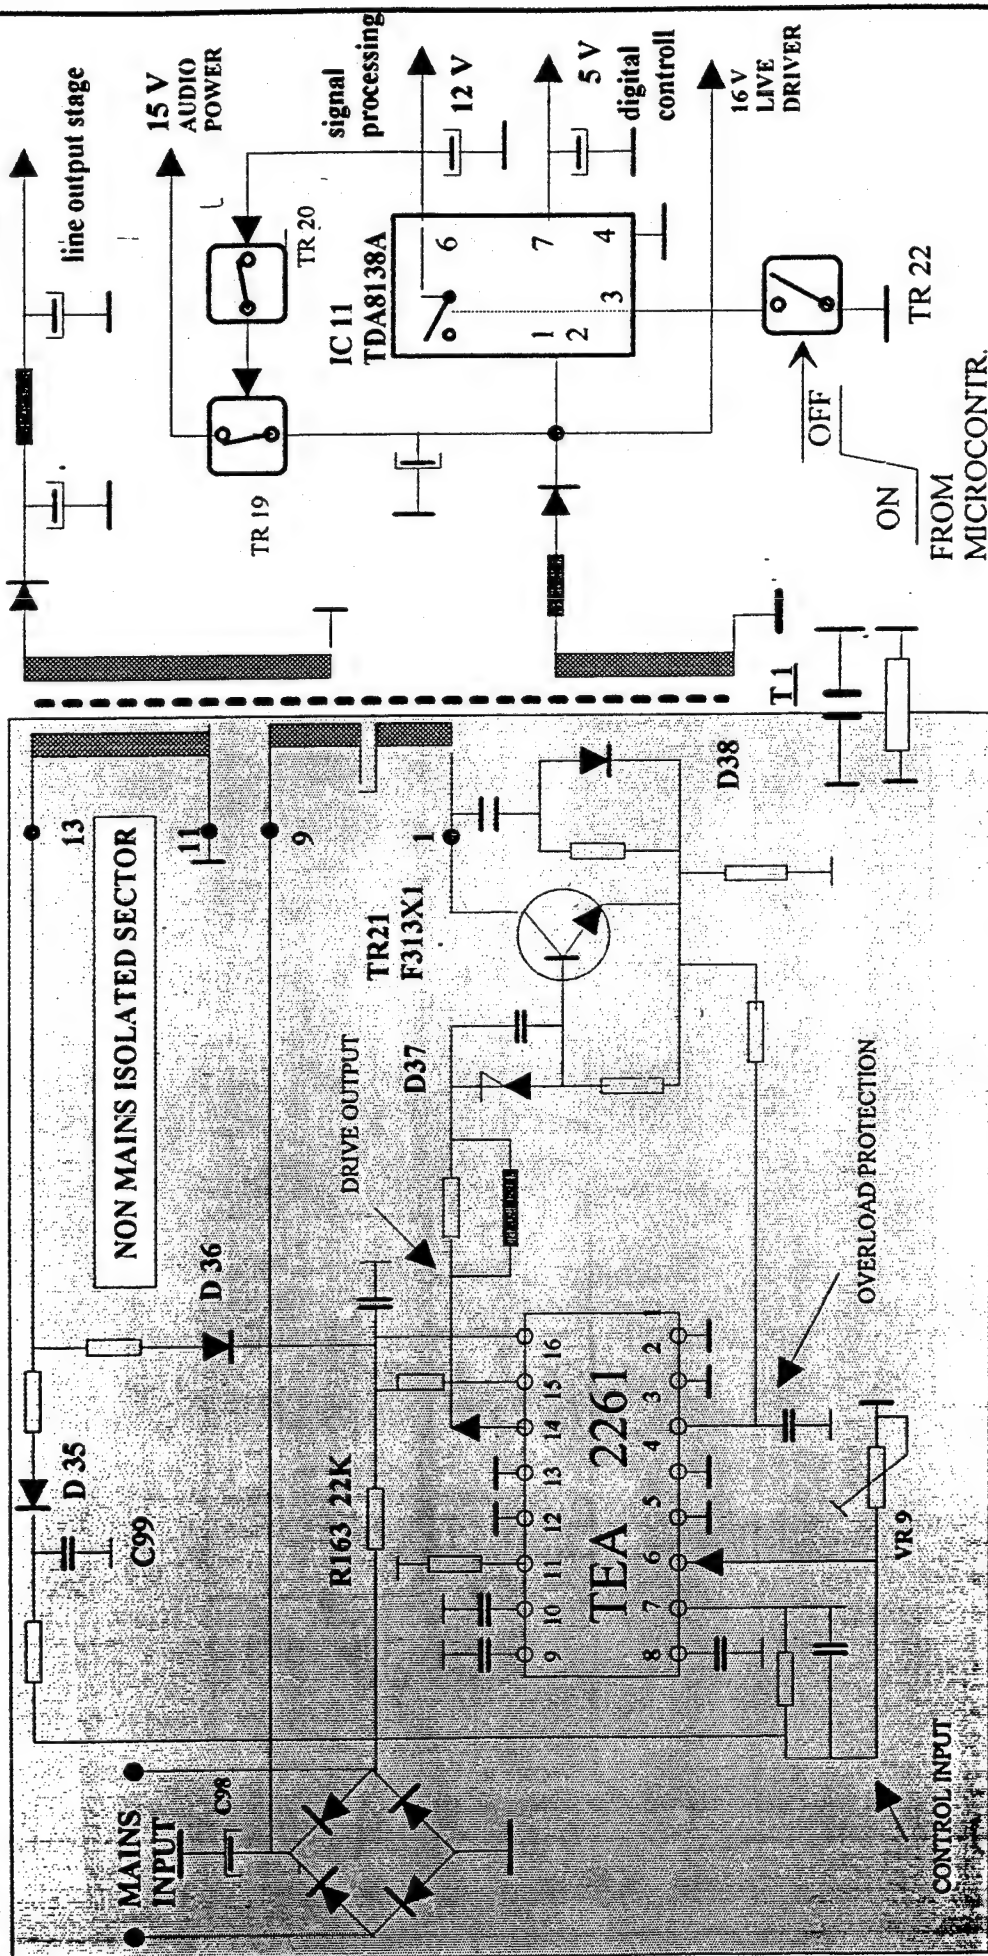 MAINS
INPUT
C98
C99
D 35
D 36
R163 22K
NON MAINS ISOLATED SECTOR
13
11
9
1
TR21
F313X1
D37
D38
DRIVE OUTPUT
TEA 2261
9
10
11
12
13
14
15
16
8
7
6
5
4
3
2
1
OVERLOAD PROTECTION
VR.9
CONTROL INPUT
T 1
line output stage
15 V
AUDIO
POWER
TR 19
TR 20
signal
processing
12 V
IC 11
TDA8138A
6
7
1
2
3
4
5 V
digital
controll
16 V
LIVE
DRIVER
TR 22
OFF
ON
FROM
MICROCONTR.